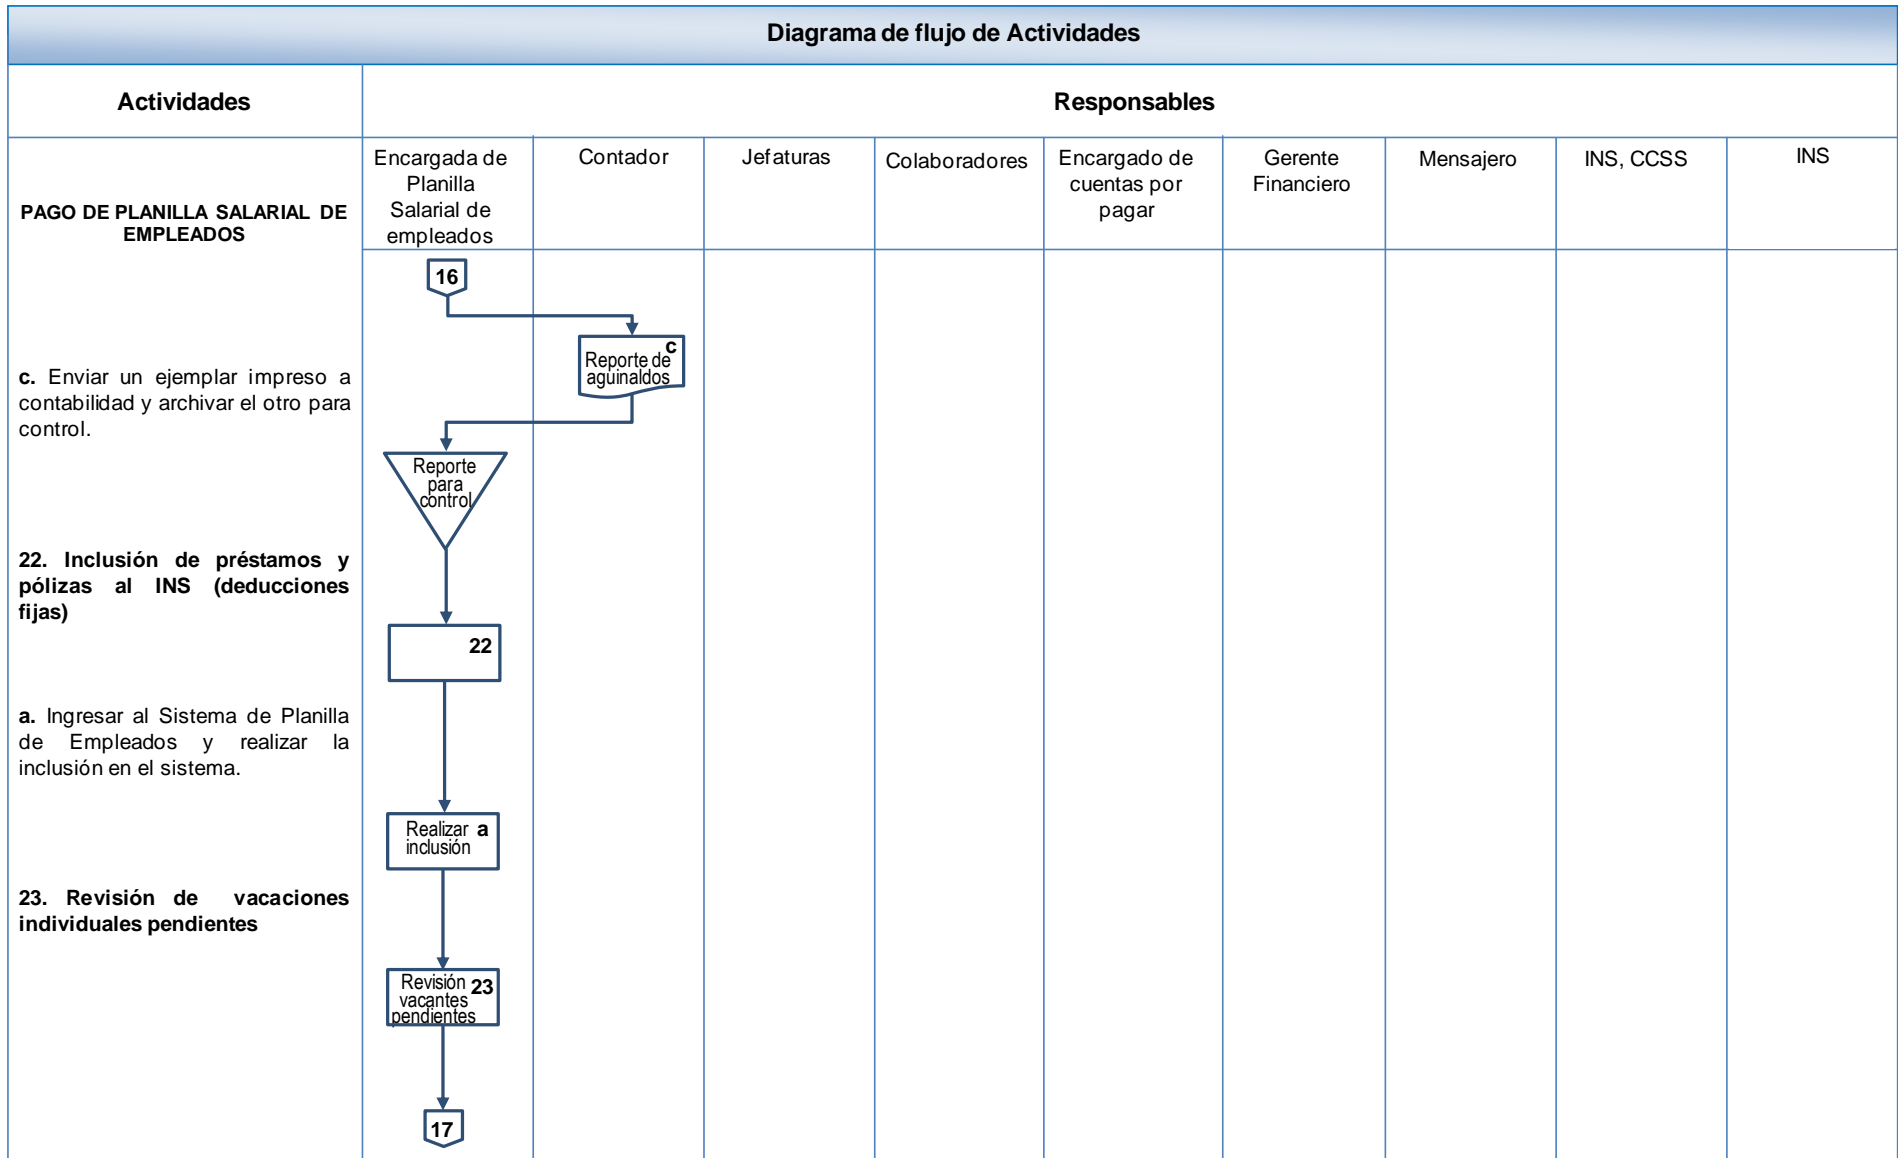 Diagrama de flujo de Actividades
Actividades
Responsables
PAGO DE PLANILLA SALARIAL DE
EMPLEADOS
Encargada de
Planilla
Salarial de
empleados
Contador
Jefaturas
Colaboradores
Encargado de
cuentas por
pagar
Gerente
Financiero
Mensajero
INS, CCSS
INS
16
c
Reporte de
aguinaldos
c. Enviar un ejemplar impreso a
contabilidad y archivar el otro para
control.
Reporte
para
control
22. Inclusión de préstamos y
pólizas al INS (deducciones
fijas)
22
a. Ingresar al Sistema de Planilla
de Empleados y realizar la
inclusión en el sistema.
Realizar a
inclusión
23. Revisión de vacaciones
individuales pendientes
Revisión 23
vacantes
pendientes
17